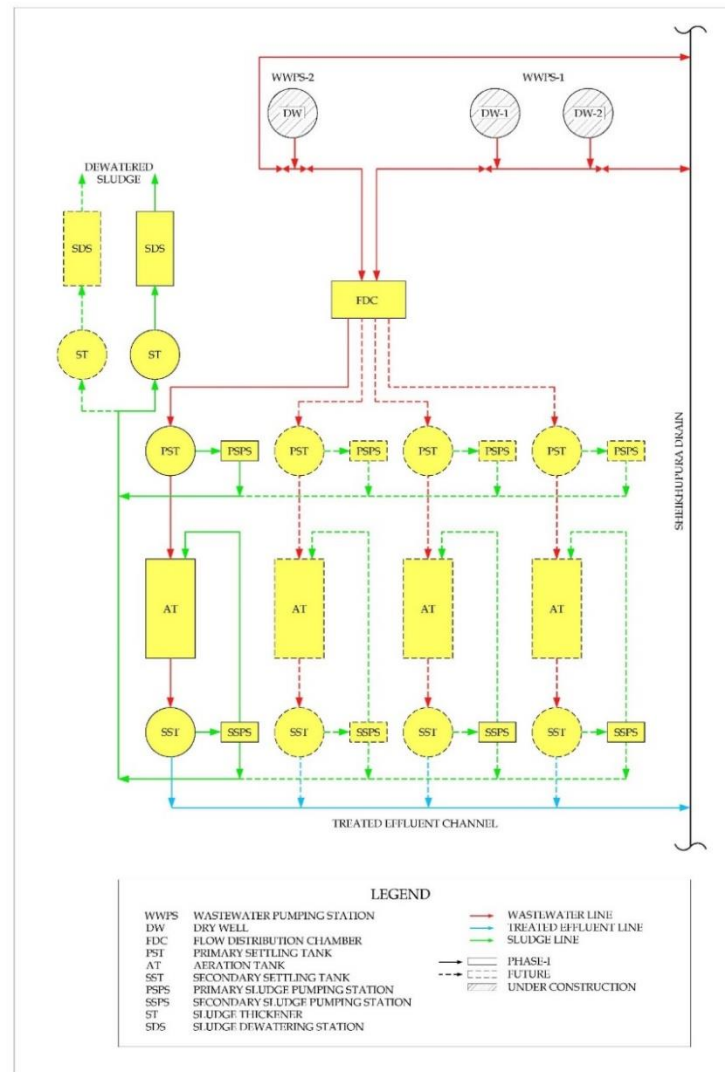 WWPS-2
WWPS-1
DW
DW-1
DW-2
DEWATERED
SLUDGE
SDS
SDS
FDC
ST
ST
PST
PSPS
PST
PSPS
PST
PSPS
PST
PSPS
SHEIKHUPURA DRAIN
AT
AT
AT
AT
SST
SSPS
SST
SSPS
SST
SSPS
SST
SSPS
TREATED EFFLUENT CHANNEL
LEGEND
WWPS WASTEWATER PUMPING STATION
DW DRY WELL
FDC FLOW DISTRIBUTION CHAMBER
PST PRIMARY SETTLING TANK
AT AERATION TANK
SST SECONDARY SETTLING TANK
PSPS PRIMARY SLUDGE PUMPING STATION
SSPS SECONDARY SLUDGE PUMPING STATION
ST SLUDGE THICKENER
SDS SLUDGE DEWATERING STATION
WASTEWATER LINE
TREATED EFFLUENT LINE
SLUDGE LINE
PHASE-I
FUTURE
UNDER CONSTRUCTION